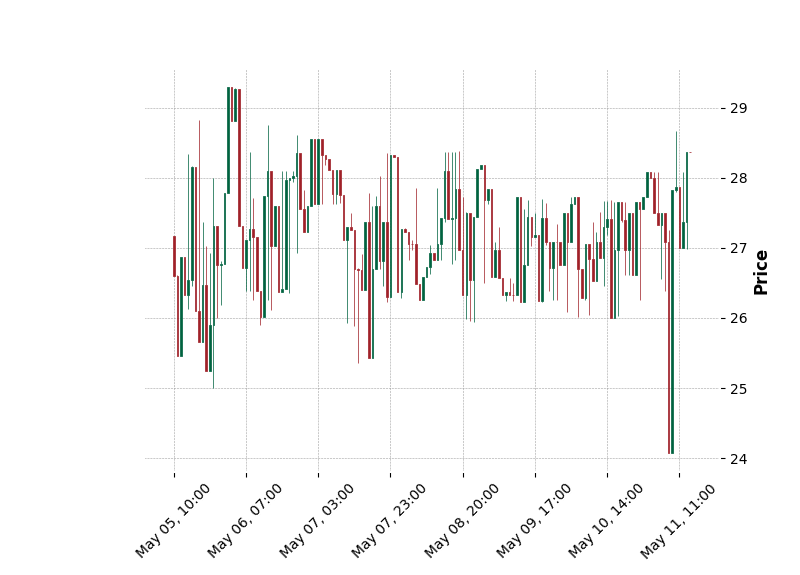 29
28
27
26
25
24
Price
May 05, 10:00
May 06, 07:00
May 07, 03:00
May 07, 23:00
May 08, 20:00
May 09, 17:00
May 10, 14:00
May 11, 11:00